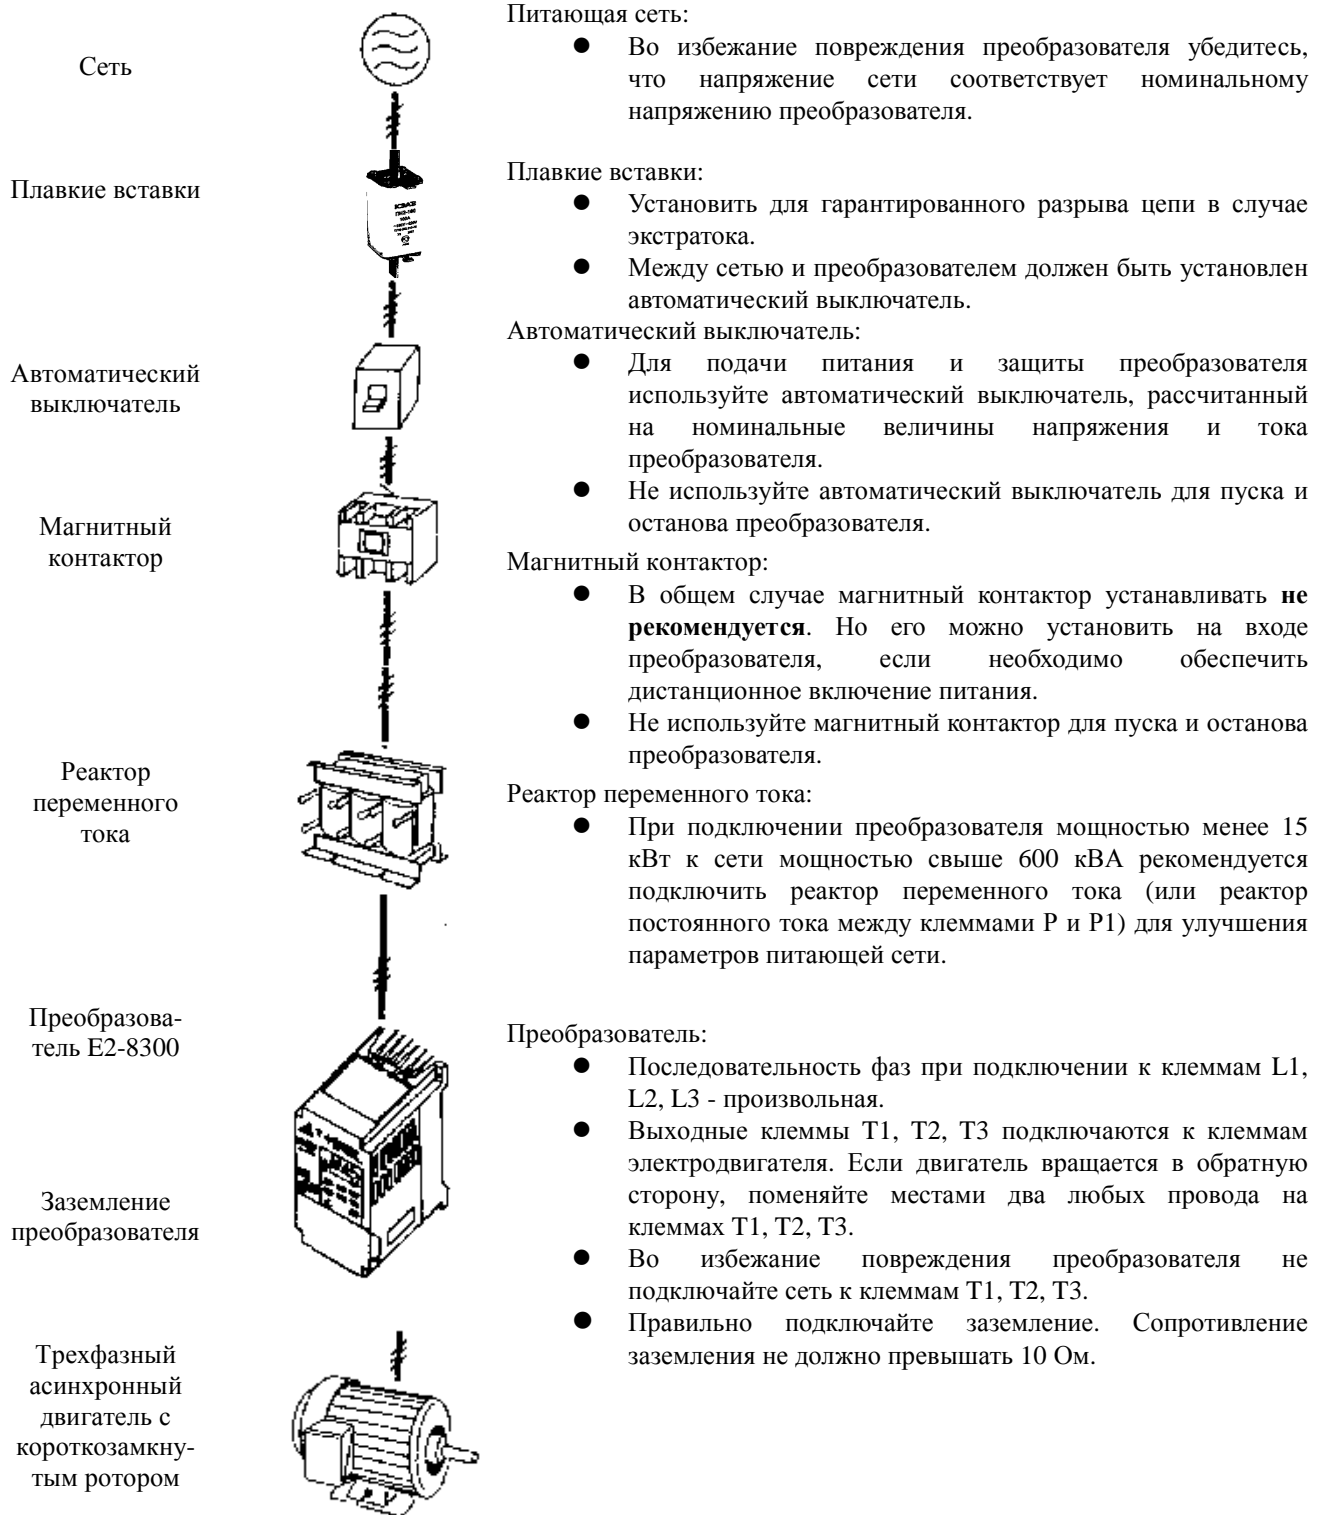 Сеть
Плавкие вставки
Автоматический
выключатель
Магнитный
контактор
Реактор
переменного
тока
Преобразова-
тель Е2-8300
Заземление
преобразователя
Трехфазный
асинхронный
двигатель с
короткозамкну-
тым ротором
Питающая сеть:
● Во избежание повреждения преобразователя убедитесь,
что напряжение сети соответствует номинальному
напряжению преобразователя.
Плавкие вставки:
● Установить для гарантированного разрыва цепи в случае
экстратока.
● Между сетью и преобразователем должен быть установлен
автоматический выключатель.
Автоматический выключатель:
● Для подачи питания и защиты преобразователя
используйте автоматический выключатель, рассчитанный
на номинальные величины напряжения и тока
преобразователя.
● Не используйте автоматический выключатель для пуска и
останова преобразователя.
Магнитный контактор:
● В общем случае магнитный контактор устанавливать не
рекомендуется. Но его можно установить на входе
преобразователя, если необходимо обеспечить
дистанционное включение питания.
● Не используйте магнитный контактор для пуска и останова
преобразователя.
Реактор переменного тока:
● При подключении преобразователя мощностью менее 15
кВт к сети мощностью свыше 600 кВА рекомендуется
подключить реактор переменного тока (или реактор
постоянного тока между клеммами Р и Р1) для улучшения
параметров питающей сети.
Преобразователь:
● Последовательность фаз при подключении к клеммам L1,
L2, L3 - произвольная.
● Выходные клеммы T1, T2, T3 подключаются к клеммам
электродвигателя. Если двигатель вращается в обратную
сторону, поменяйте местами два любых провода на
клеммах T1, T2, T3.
● Во избежание повреждения преобразователя не
подключайте сеть к клеммам T1, T2, T3.
● Правильно подключайте заземление. Сопротивление
заземления не должно превышать 10 Ом.